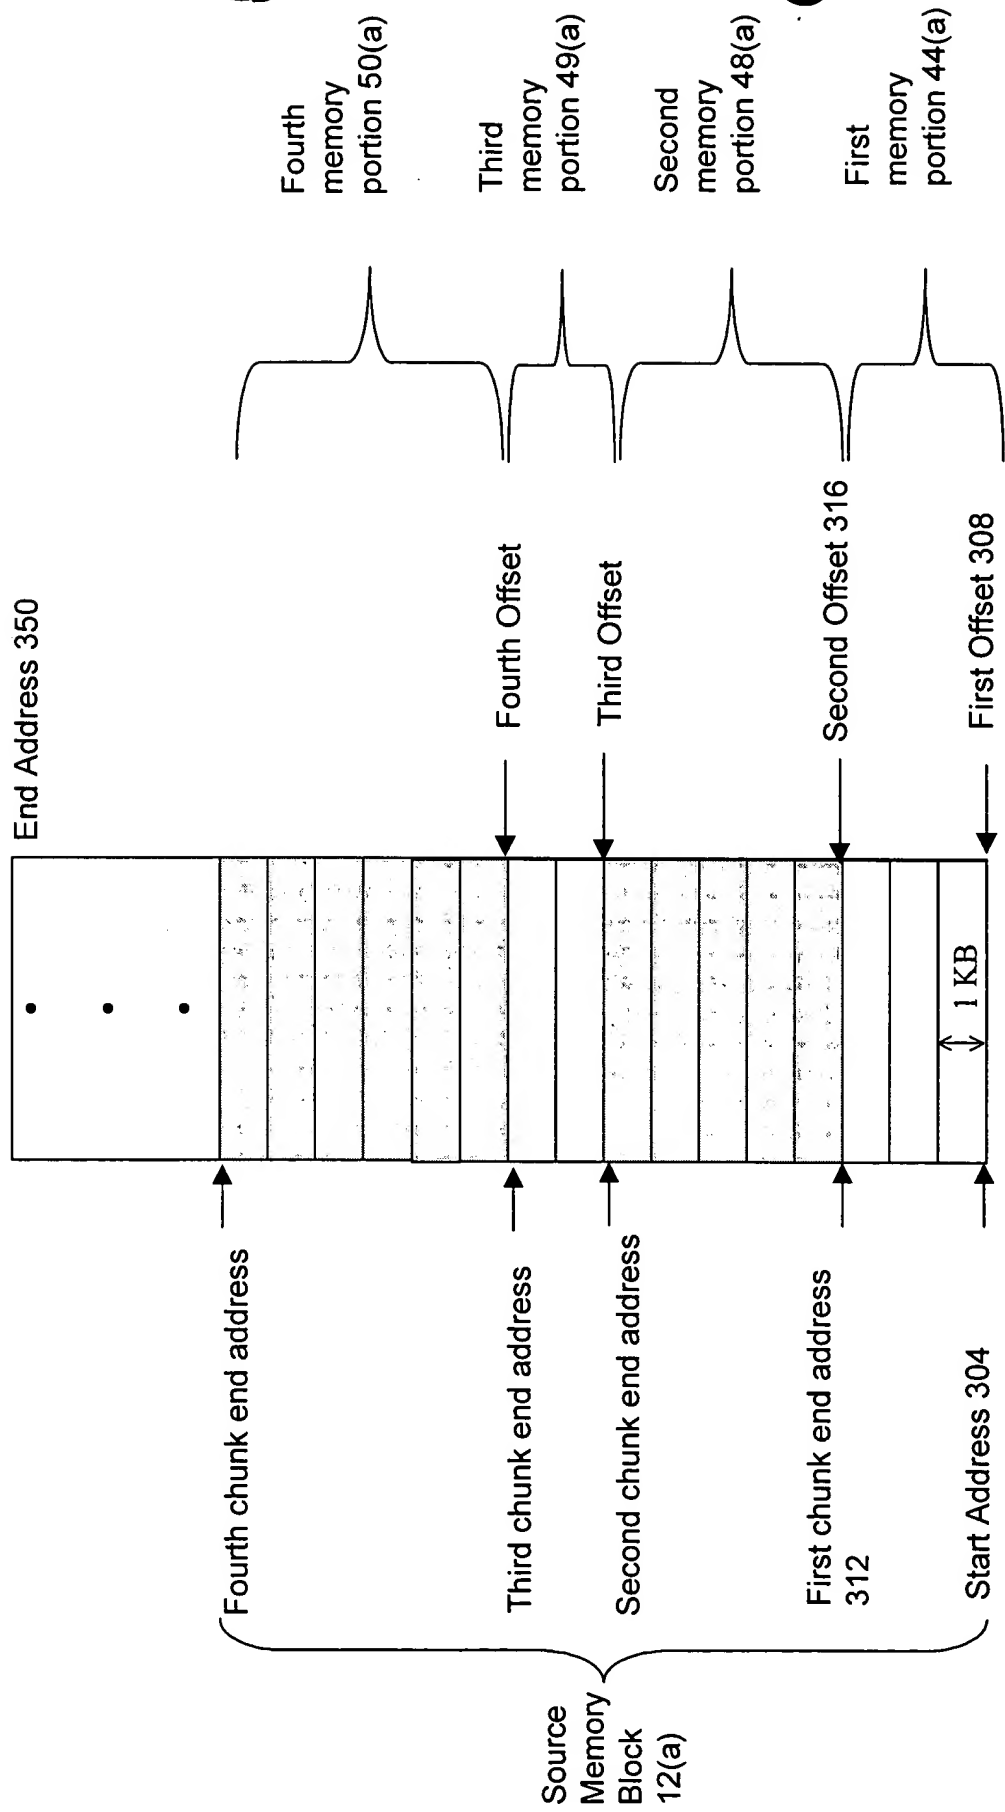 End Address 350
Fourth
memory
portion 50(a)
Third
memory
portion 49(a)
Second
memory
portion 48(a)
First
memory
portion 44(a)
Fourth Offset
Third Offset
Second Offset 316
First Offset 308
1 KB
Fourth chunk end address
Third chunk end address
Second chunk end address
First chunk end address
312
Start Address 304
Source
Memory
Block
12(a)